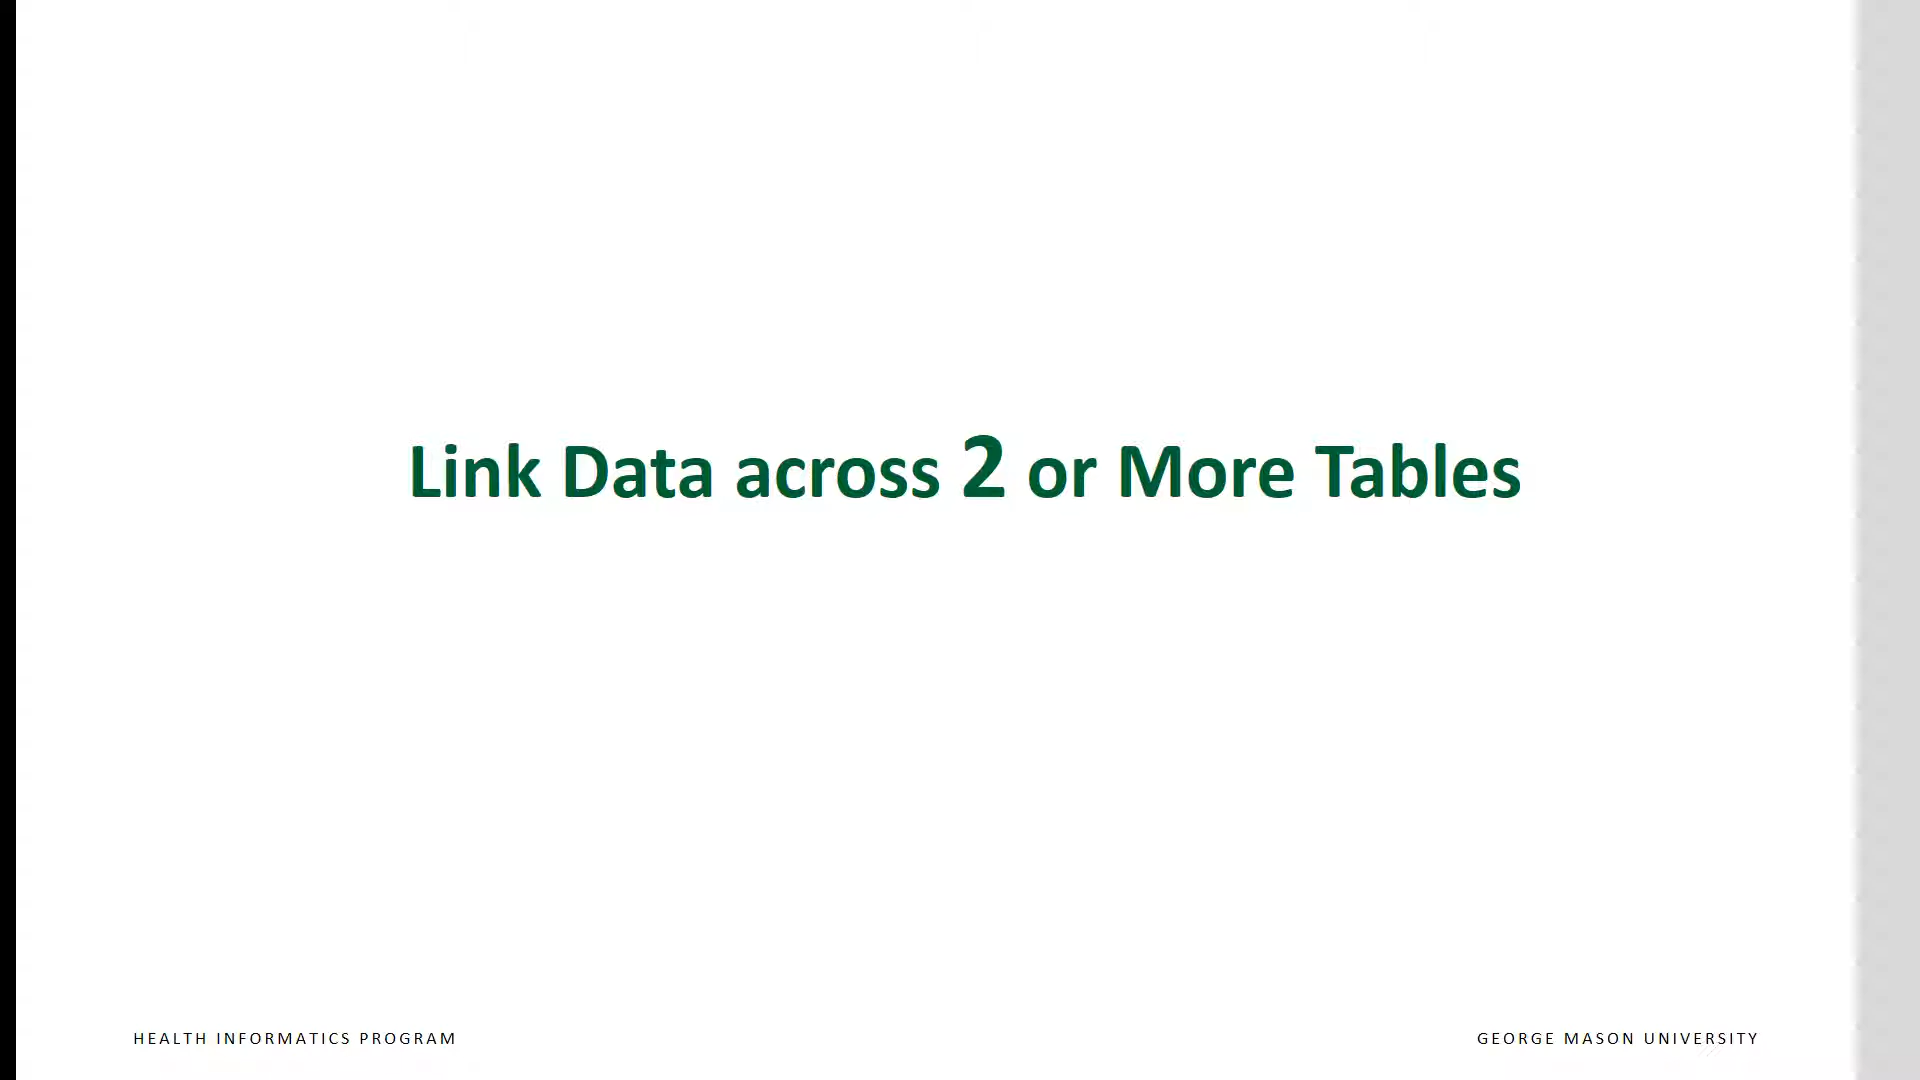 Link Data across 2 or More Tables
HEALTH INFORMATICS PROGRAM
GEORGE MASON UNIVERSITY